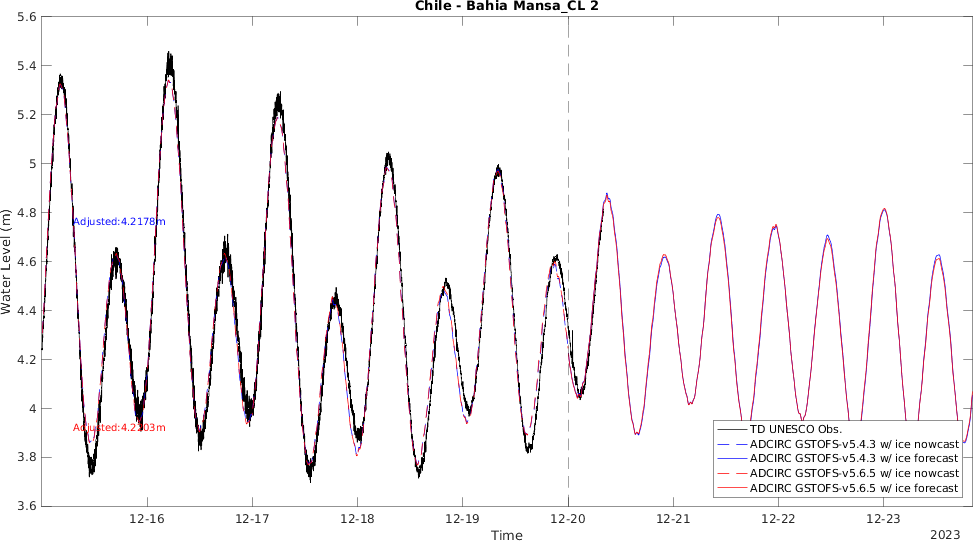 Chile - Bahia Mansa_CL 2
5.6
5.4
5.2
5
4.8
4.6
4.4
4.2
4
3.8
3.6
Water Level (m)
Adjusted:4.2178m
Adjusted:4.2203m
12-16
12-17
12-18
12-19
12-20
12-21
12-22
12-23
Time
2023
TD UNESCO Obs.
ADCIRC GSTOFS-v5.4.3 w/ ice nowcast
ADCIRC GSTOFS-v5.4.3 w/ ice forecast
ADCIRC GSTOFS-v5.6.5 w/ ice nowcast
ADCIRC GSTOFS-v5.6.5 w/ ice forecast